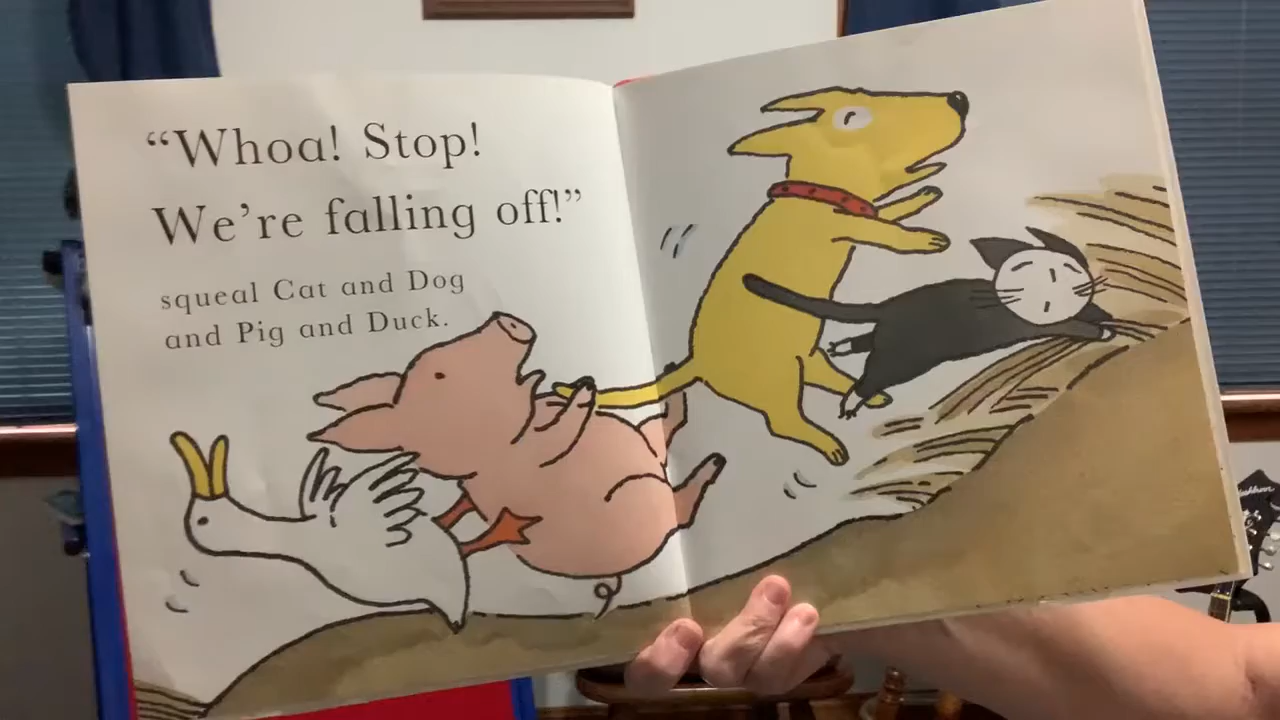 “Whoa! Stop!
We’re falling off!”
squeal Cat and Dog
and Pig and Duck.